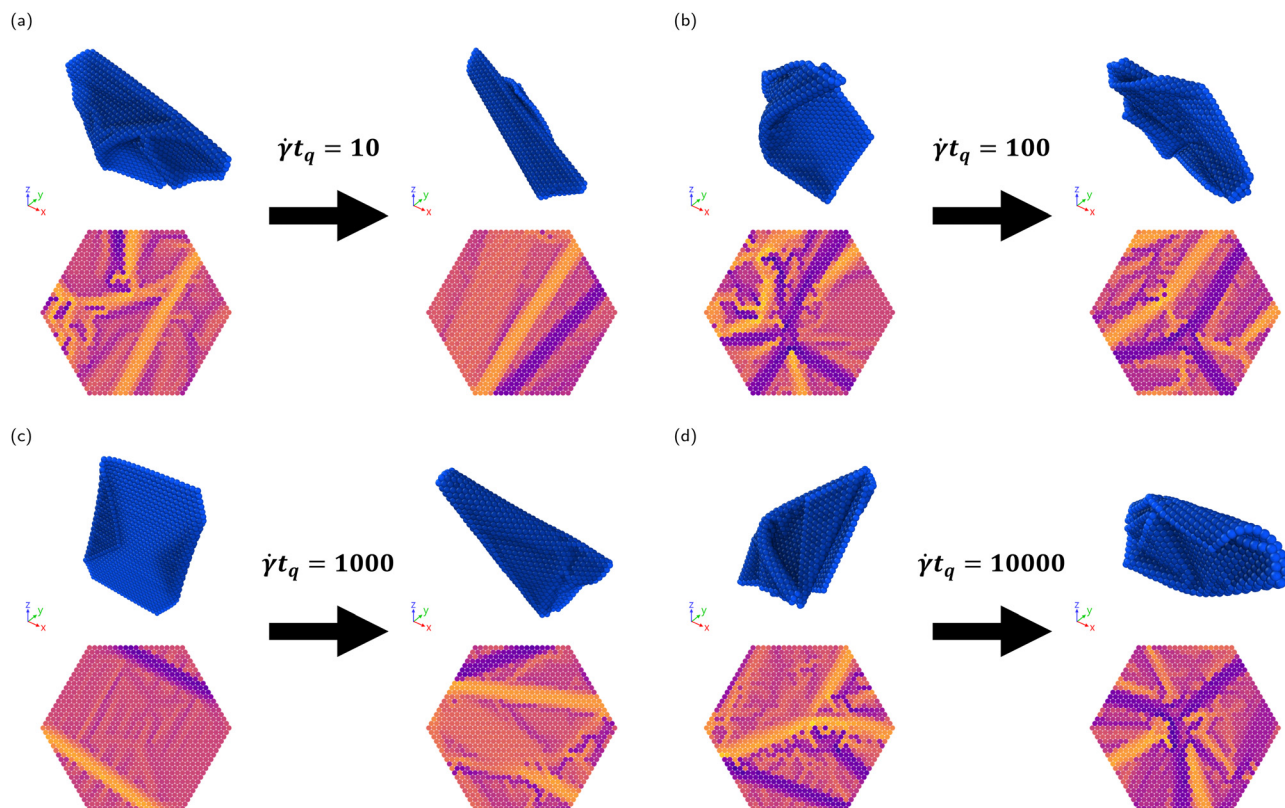 (a)
(b)
γ̇t_q = 10
γ̇t_q = 100
z
y
x
z
y
x
z
y
x
z
y
x
(c)
(d)
γ̇t_q = 1000
γ̇t_q = 10000
z
y
x
z
y
x
z
y
x
z
y
x